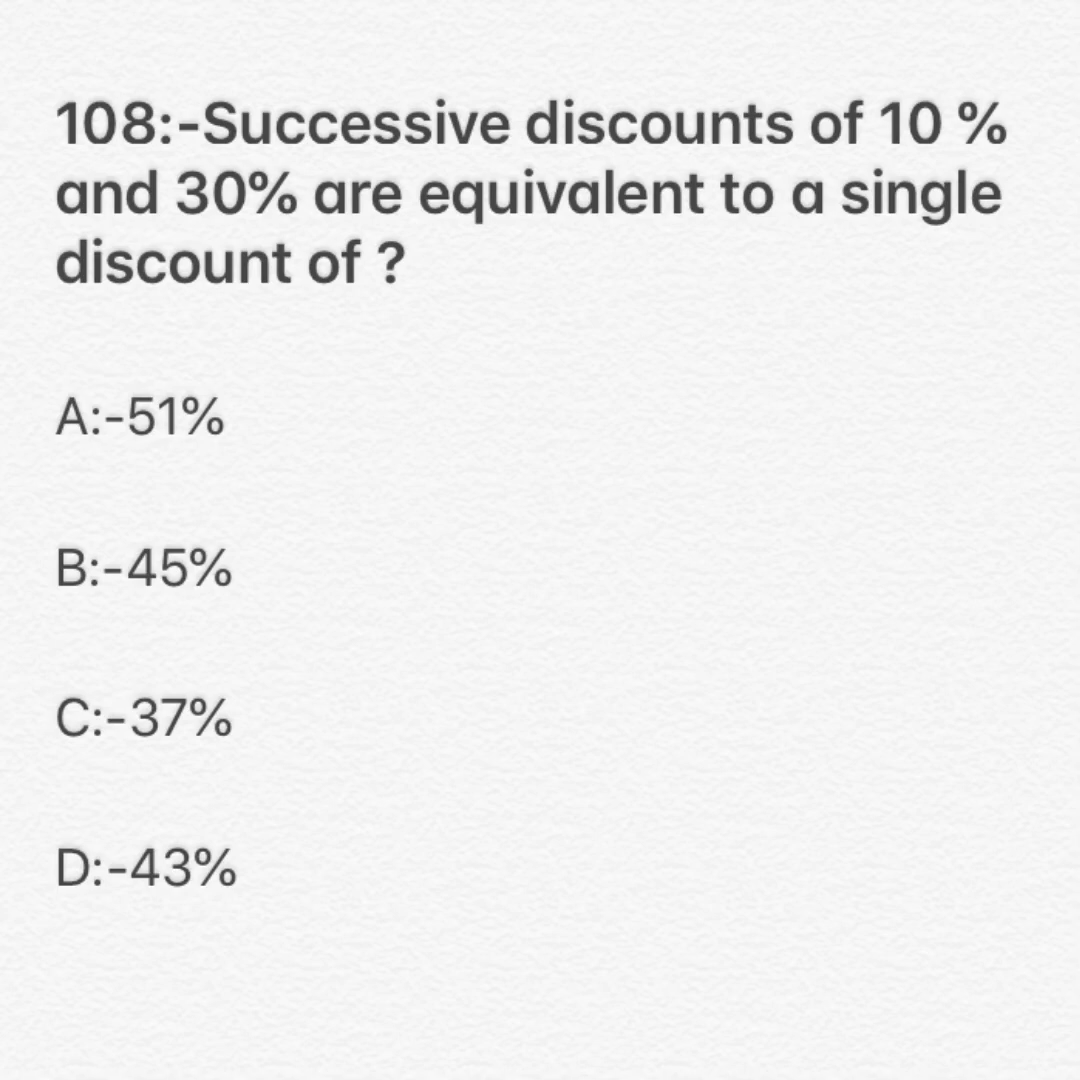 108:-Successive discounts of 10 %
and 30% are equivalent to a single
discount of ?
A:-51%
B:-45%
C:-37%
D:-43%